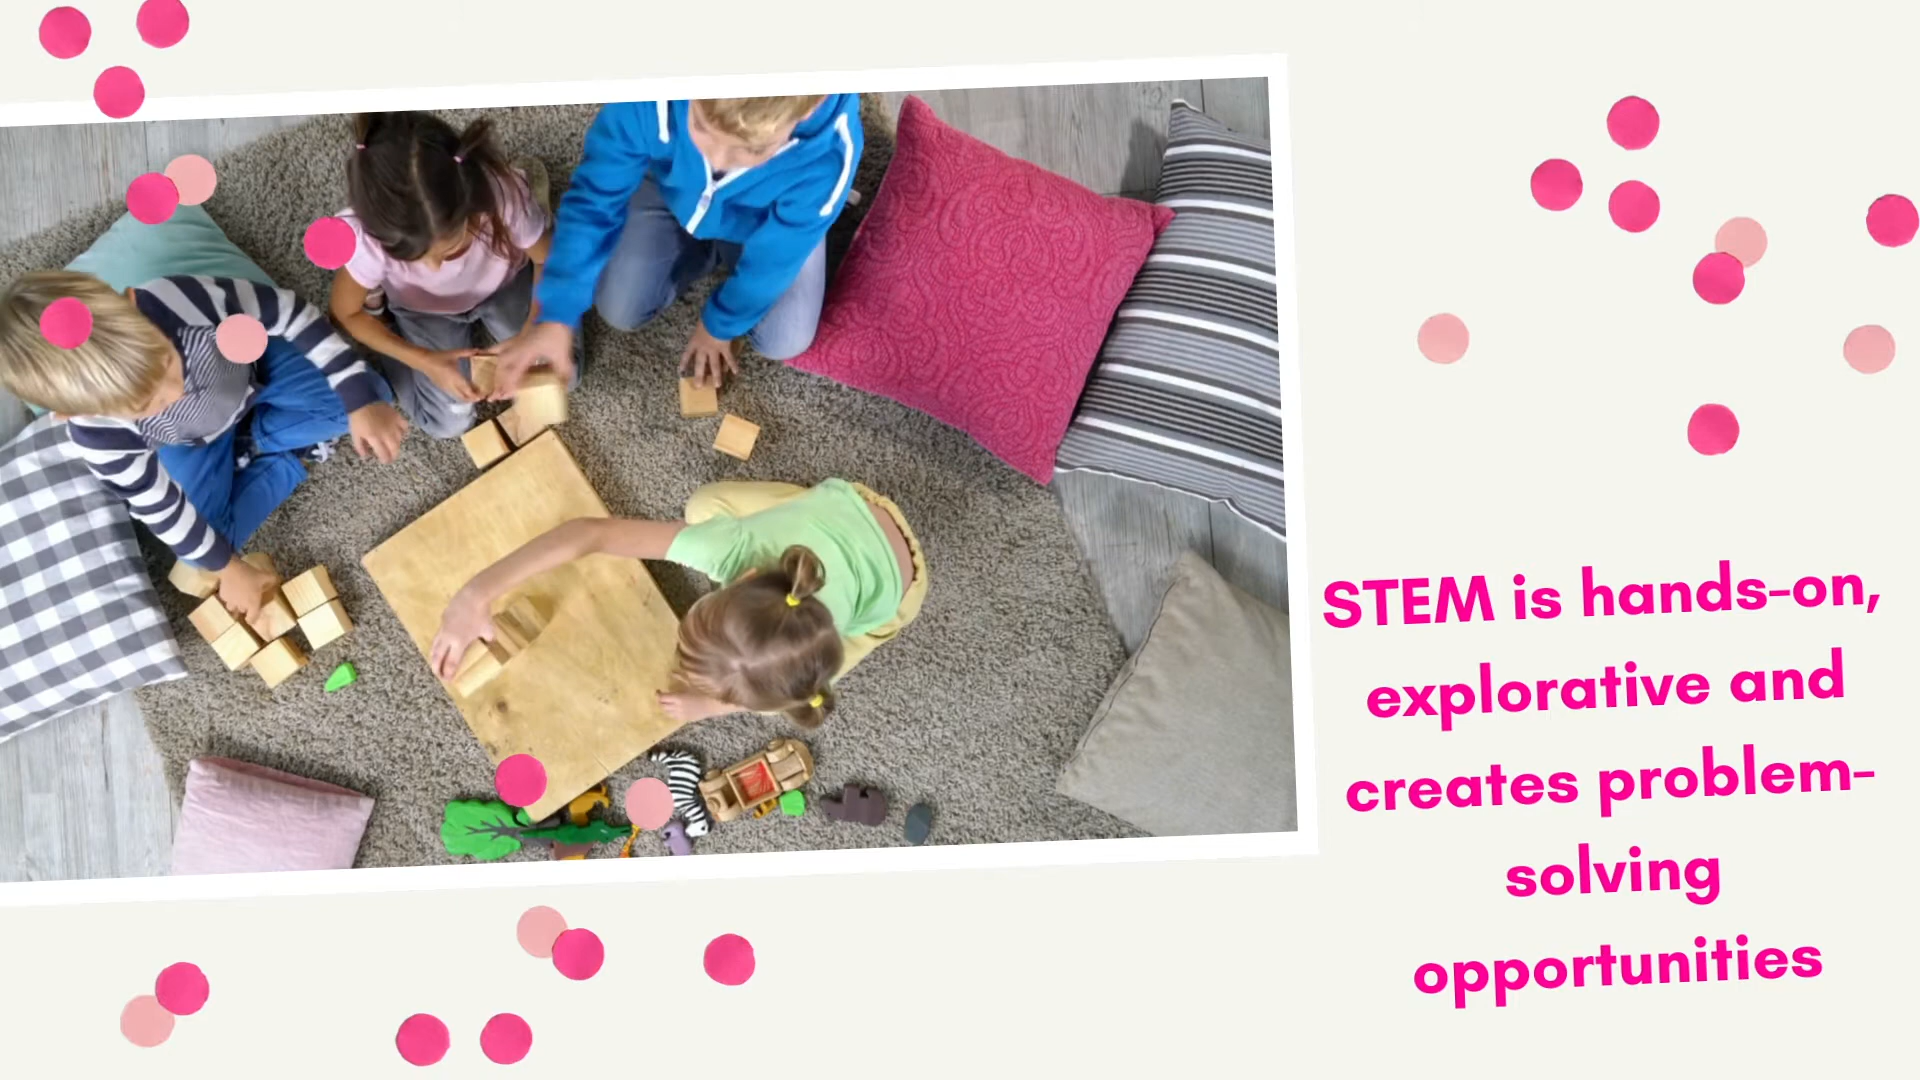 STEM is hands-on,
explorative and
creates problem-
solving
opportunities